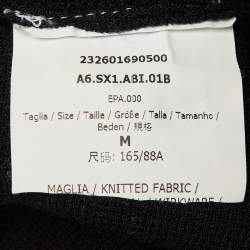 232601690500
A6.SX1.ABI.01B
EPA.000
Taglia / Size / Taille / Größe / Talla / Tamanho /
Beden / 規格
M
尺码: 165/88A
MAGLIA / KNITTED FABRIC /
WIRKWARE /